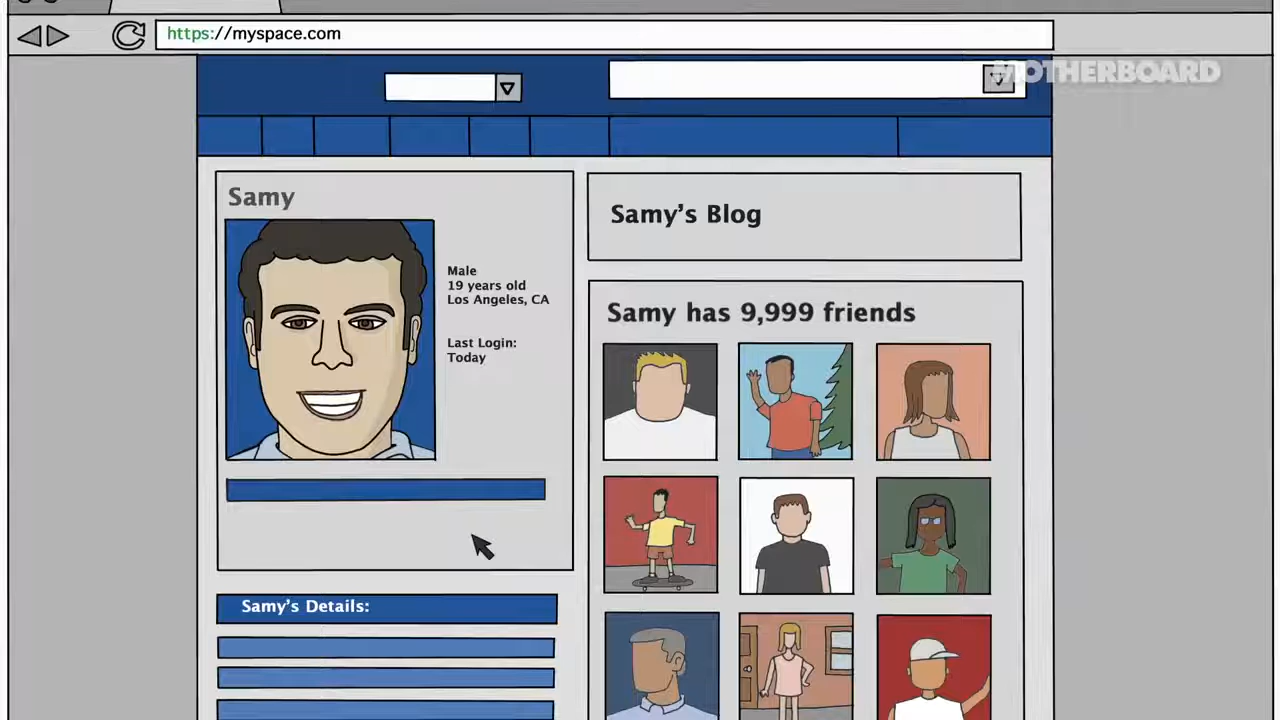 https://myspace.com
MOTHERBOARD
Samy
Male
19 years old
Los Angeles, CA
Last Login:
Today
Samy's Details:
Samy's Blog
Samy has 9,999 friends